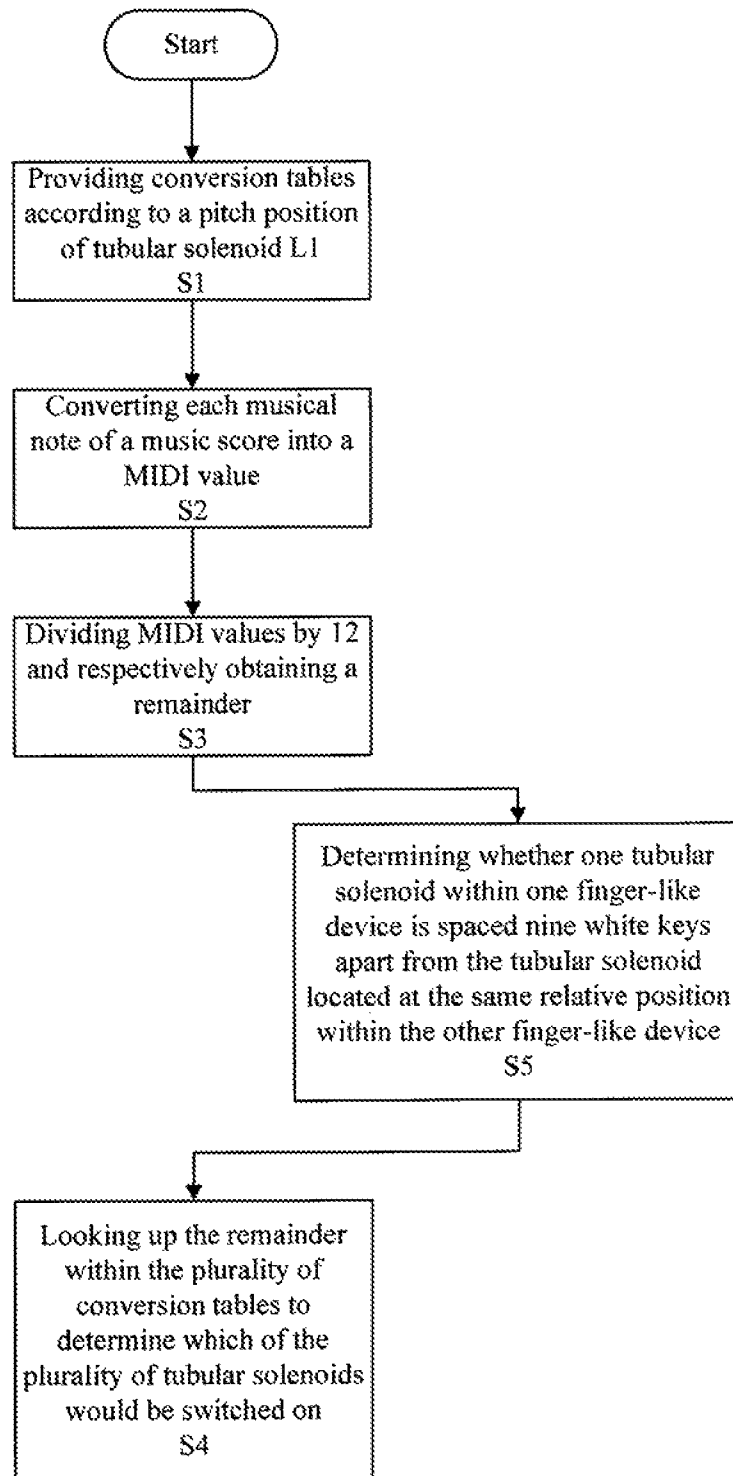 Start
Providing conversion tables
according to a pitch position
of tubular solenoid L1
S1
Converting each musical
note of a music score into a
MIDI value
S2
Dividing MIDI values by 12
and respectively obtaining a
remainder
S3
Determining whether one tubular
solenoid within one finger-like
device is spaced nine white keys
apart from the tubular solenoid
located at the same relative position
within the other finger-like device
S5
Looking up the remainder
within the plurality of
conversion tables to
determine which of the
plurality of tubular solenoids
would be switched on
S4